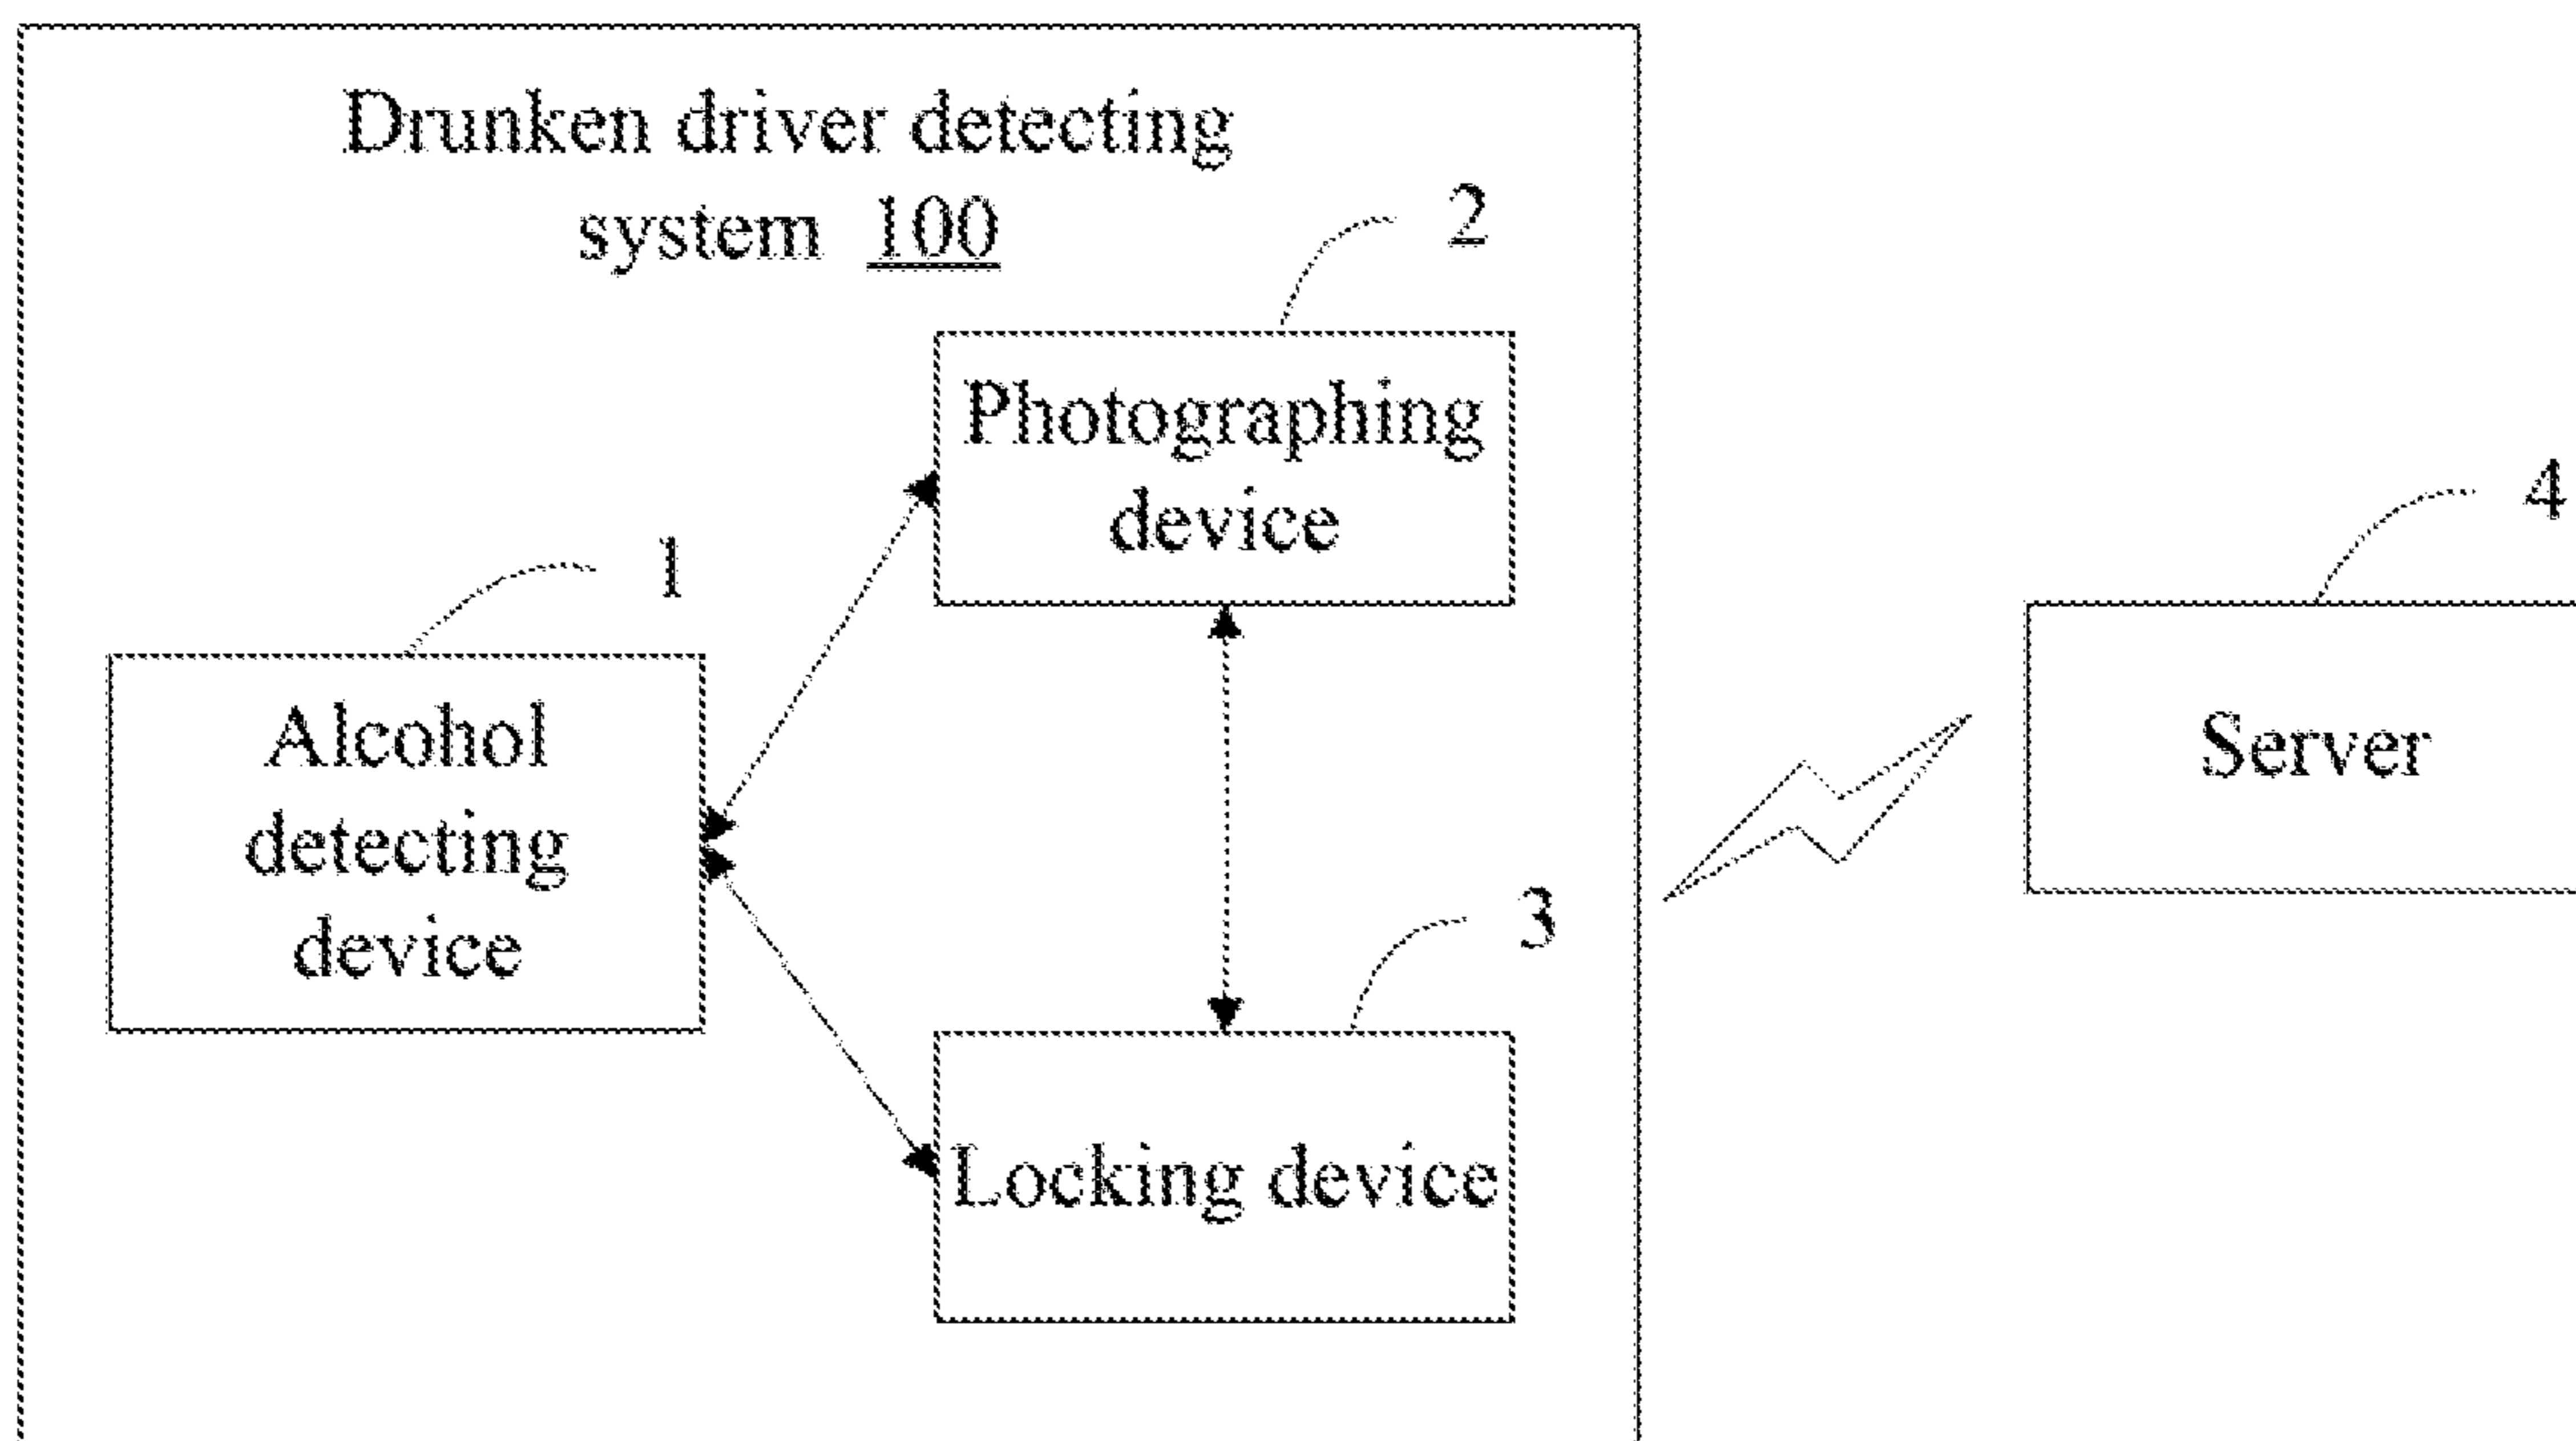 Drunken driver detecting
system 100
2
Photographing
device
4
1
Alcohol
detecting
device
Server
3
Locking device